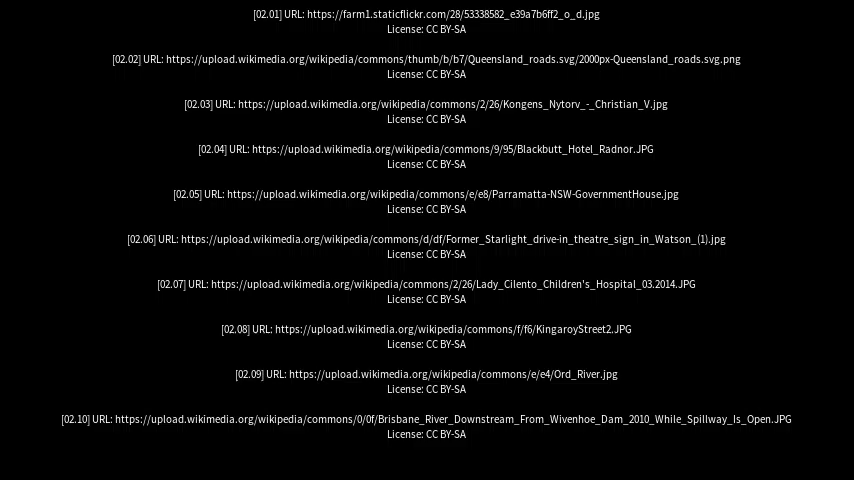 [02.01] URL: https://farm1.staticflickr.com/28/53338582_e39a7b6ff2_o_d.jpg
License: CC BY-SA
[02.02] URL: https://upload.wikimedia.org/wikipedia/commons/thumb/b/b7/Queensland_roads.svg/2000px-Queensland_roads.svg.png
License: CC BY-SA
[02.03] URL: https://upload.wikimedia.org/wikipedia/commons/2/26/Kongens_Nytorv_-_Christian_V.jpg
License: CC BY-SA
[02.04] URL: https://upload.wikimedia.org/wikipedia/commons/9/95/Blackbutt_Hotel_Radnor.JPG
License: CC BY-SA
[02.05] URL: https://upload.wikimedia.org/wikipedia/commons/e/e8/Parramatta-NSW-GovernmentHouse.jpg
License: CC BY-SA
[02.06] URL: https://upload.wikimedia.org/wikipedia/commons/d/df/Former_Starlight_drive-in_theatre_sign_in_Watson_(1).jpg
License: CC BY-SA
[02.07] URL: https://upload.wikimedia.org/wikipedia/commons/2/26/Lady_Cilento_Children's_Hospital_03.2014.JPG
License: CC BY-SA
[02.08] URL: https://upload.wikimedia.org/wikipedia/commons/f/f6/KingaroyStreet2.JPG
License: CC BY-SA
[02.09] URL: https://upload.wikimedia.org/wikipedia/commons/e/e4/Ord_River.jpg
License: CC BY-SA
[02.10] URL: https://upload.wikimedia.org/wikipedia/commons/0/0f/Brisbane_River_Downstream_From_Wivenhoe_Dam_2010_While_Spillway_Is_Open.JPG
License: CC BY-SA